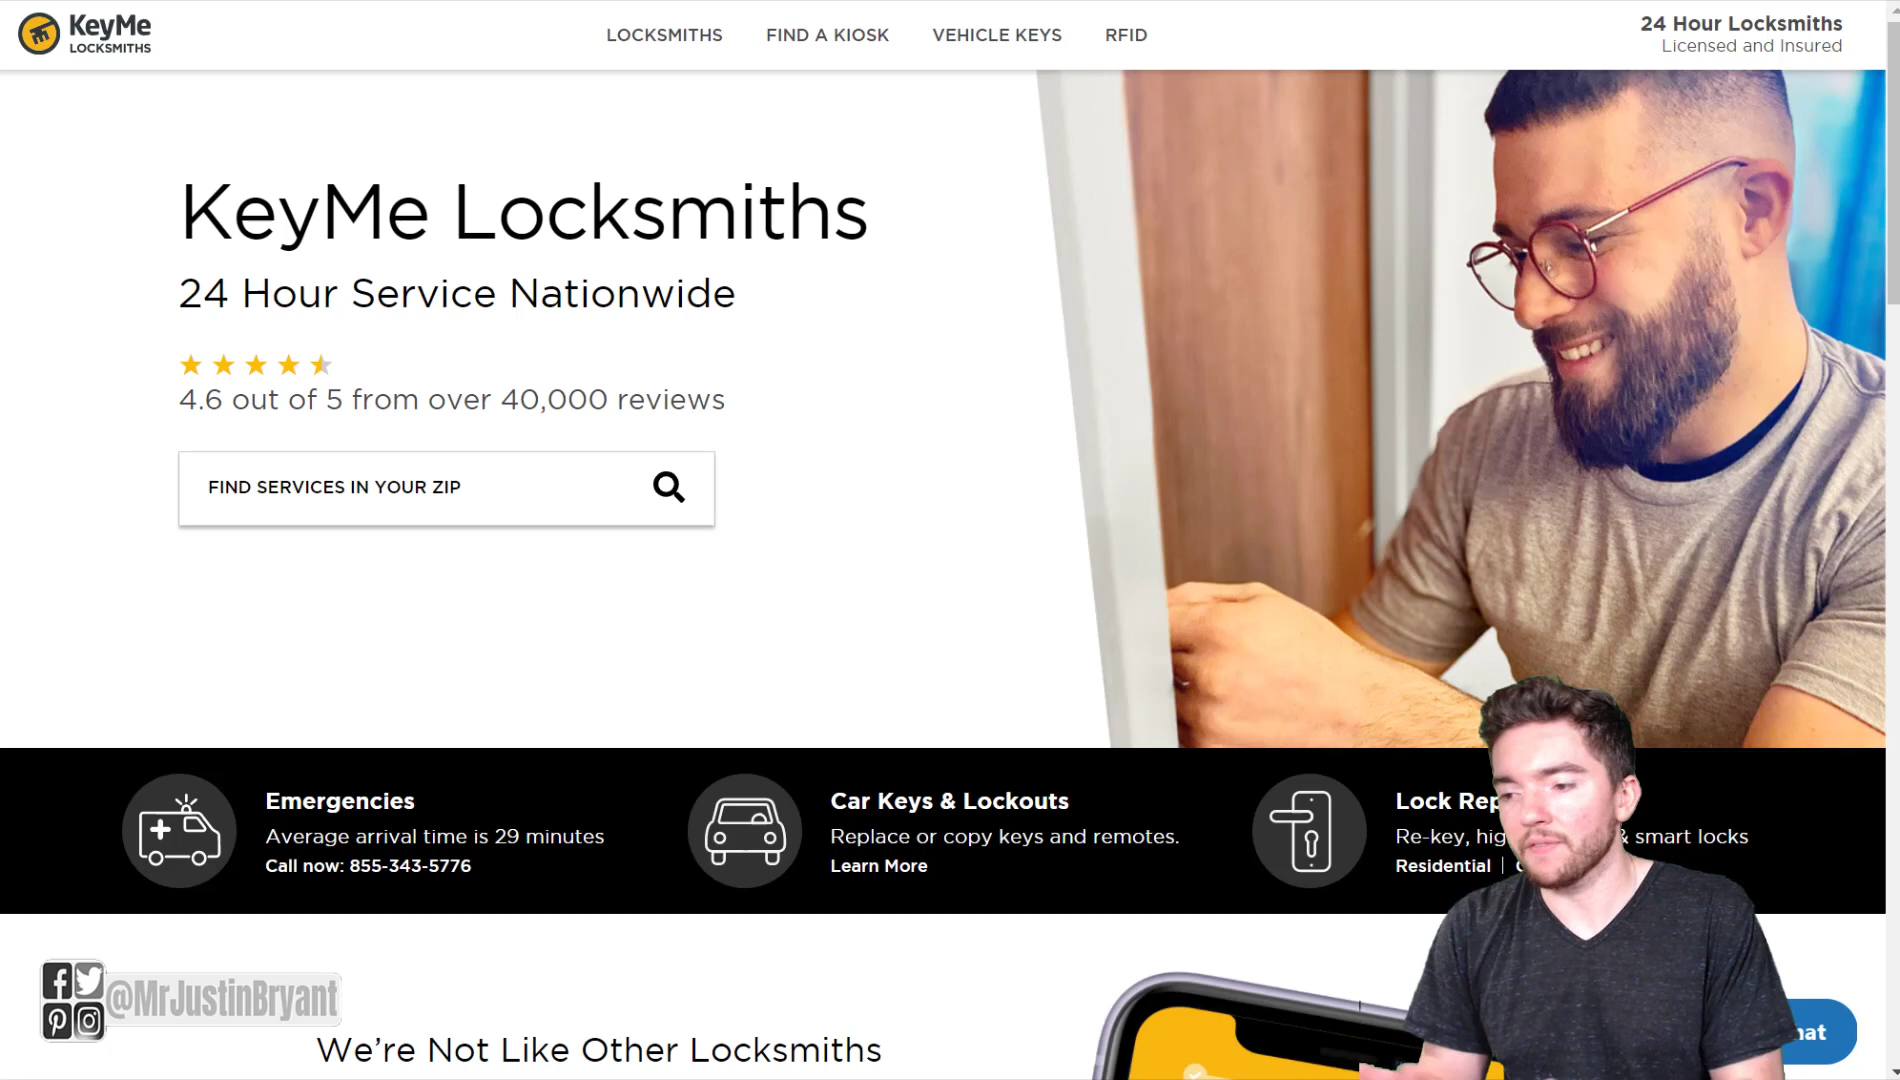 KeyMe
LOCKSMITHS
LOCKSMITHS
FIND A KIOSK
VEHICLE KEYS
RFID
24 Hour Locksmiths
Licensed and Insured
KeyMe Locksmiths
24 Hour Service Nationwide
4.6 out of 5 from over 40,000 reviews
FIND SERVICES IN YOUR ZIP
Emergencies
Average arrival time is 29 minutes
Call now: 855-343-5776
Car Keys & Lockouts
Replace or copy keys and remotes.
Learn More
Lock
Re-key, & smart locks
Residential |
@MrJustinBryant
We’re Not Like Other Locksmiths